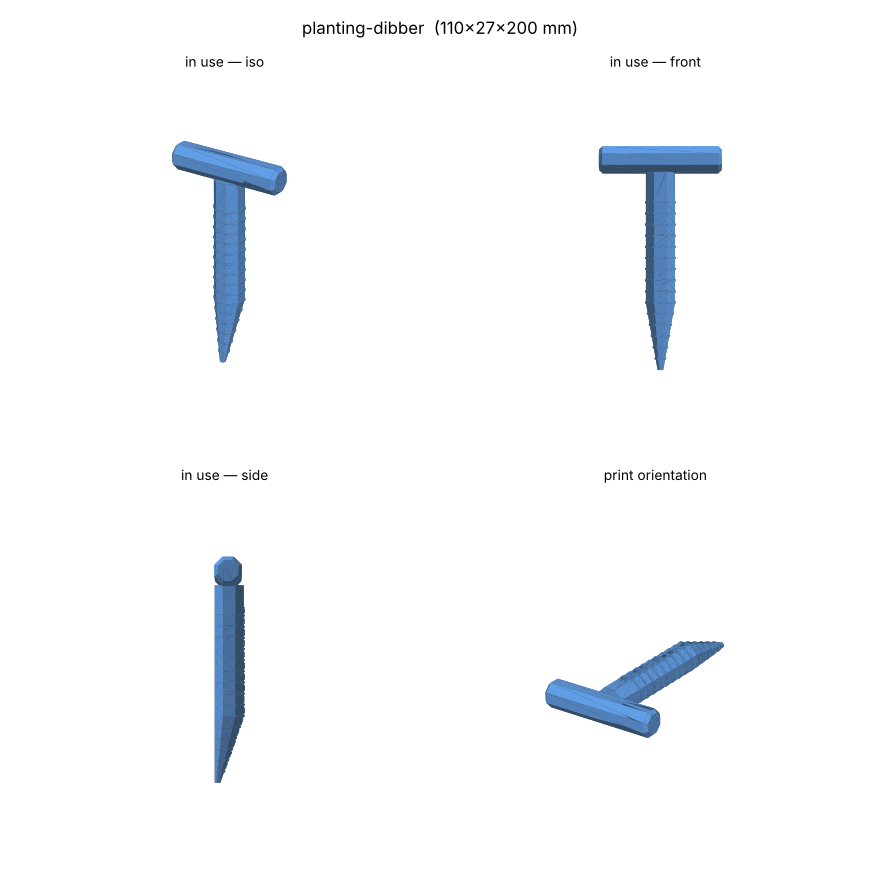 planting-dibber (110×27×200 mm)
in use — iso
in use — front
in use — side
print orientation